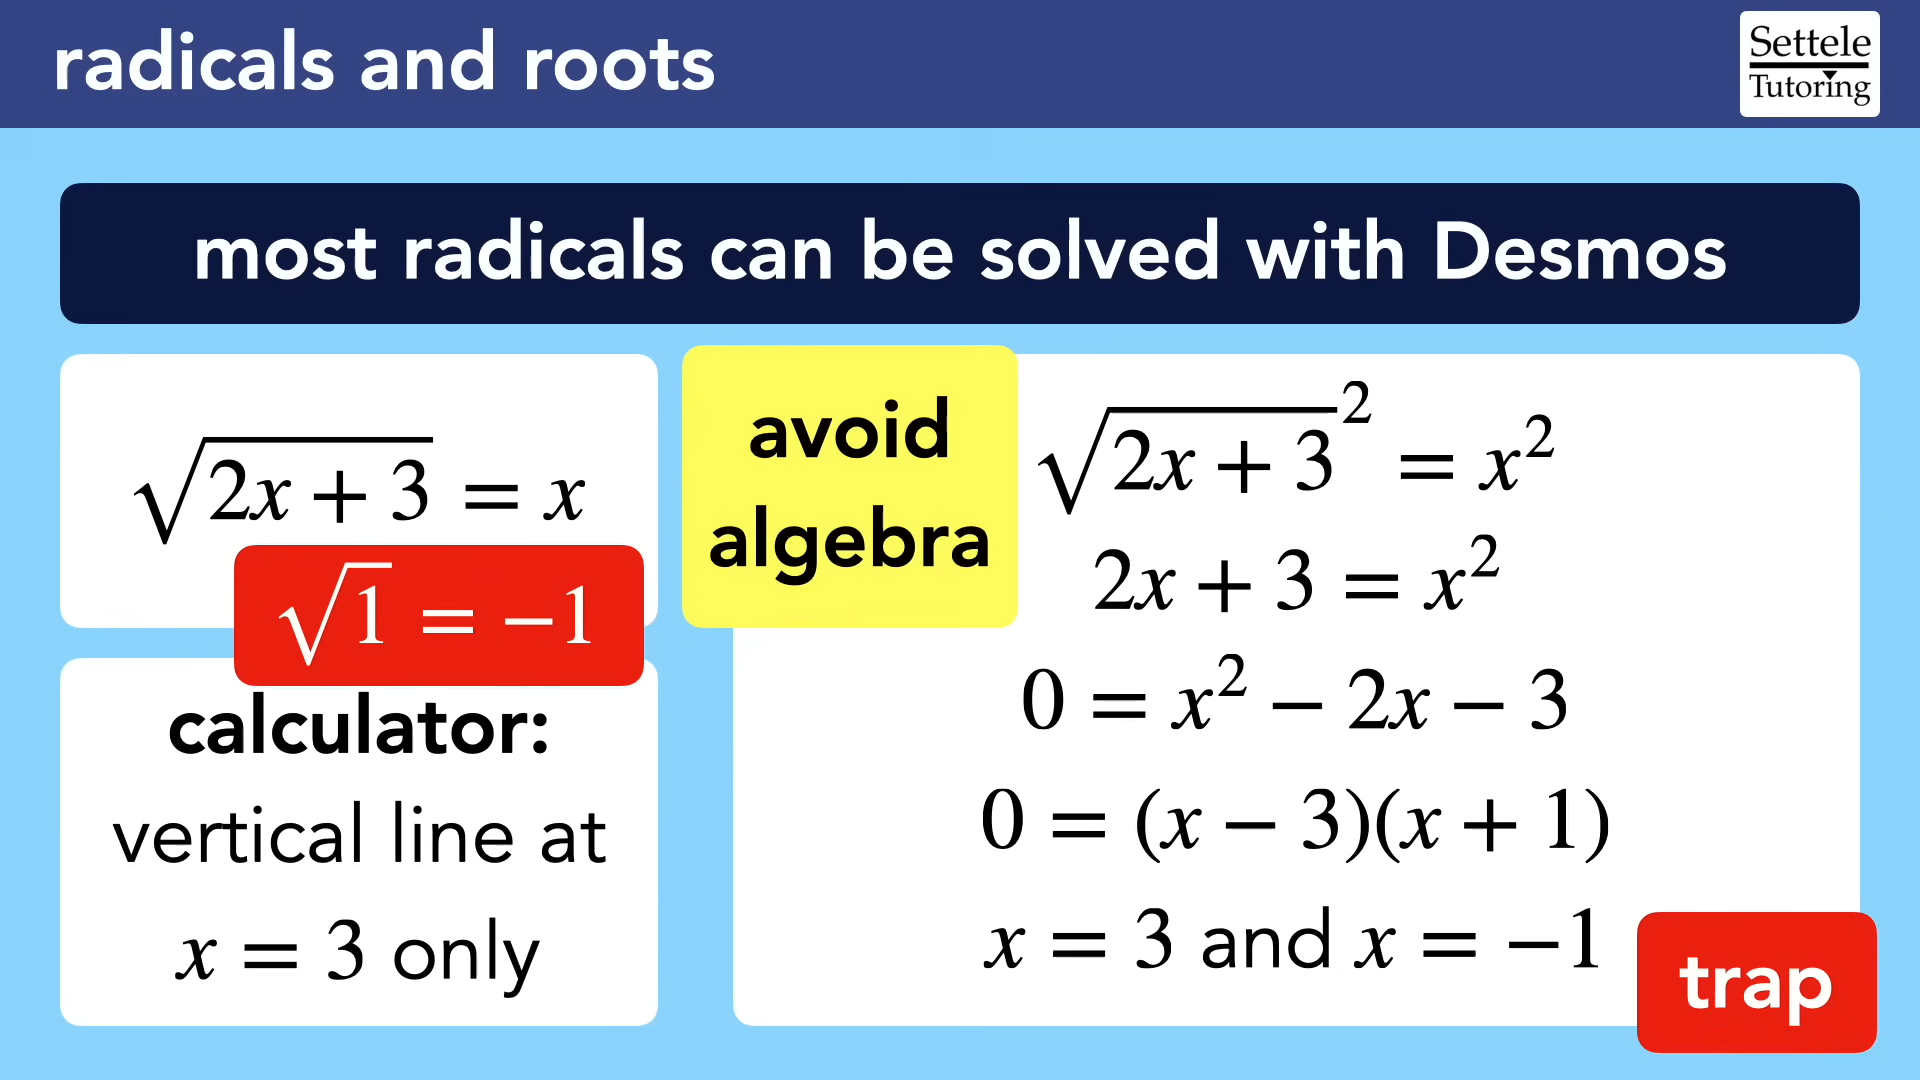 radicals and roots
Settele
Tutoring
most radicals can be solved with Desmos
√2x + 3 = x
√1 = −1
calculator:
vertical line at
x = 3 only
avoid
algebra
√2x + 3² = x²
2x + 3 = x²
0 = x² − 2x − 3
0 = (x − 3)(x + 1)
x = 3 and x = −1
trap